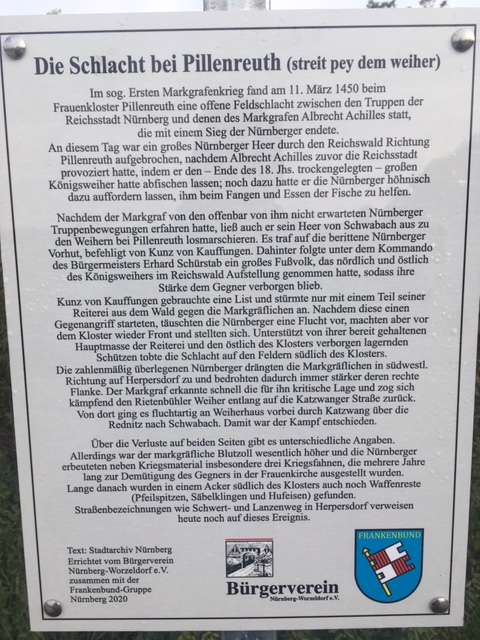 Die Schlacht bei Pillenreuth (streit pey dem weiher)
Im sog. Ersten Markgrafenkrieg fand am 11. März 1450 beim
Frauenkloster Pillenreuth eine offene Feldschlacht zwischen den Truppen der
Reichsstadt Nürnberg und denen des Markgrafen Albrecht Achilles statt,
die mit einem Sieg der Nürnberger endete.
An diesem Tag war ein großes Nürnberger Heer durch den Reichswald Richtung
Pillenreuth aufgebrochen, nachdem Albrecht Achilles zuvor die Reichsstadt
provoziert hatte, indem er den – Ende des 18. Jhs. trockengelegten – großen
Königsweiher hatte abfischen lassen; noch dazu hatte er die Nürnberger höhnisch
dazu auffordern lassen, ihm beim Fangen und Essen der Fische zu helfen.
Nachdem der Markgraf von den offenbar von ihm nicht erwarteten Nürnberger
Truppenbewegungen erfahren hatte, ließ auch er sein Heer von Schwabach aus zu
den Weihern bei Pillenreuth losmarschieren. Es traf auf die berittene Nürnberger
Vorhut, befehligt von Kunz von Kauffungen. Dahinter folgte unter dem Kommando
des Bürgermeisters Erhard Schürstab ein großes Fußvolk, das nördlich und östlich
des Königsweihers im Reichswald Aufstellung genommen hatte, sodass ihre
Stärke dem Gegner verborgen blieb.
Kunz von Kauffungen gebrauchte eine List und stürmte nur mit einem Teil seiner
Reiterei aus dem Wald gegen die Markgräflichen an. Nachdem diese einen
Gegenangriff starteten, täuschten die Nürnberger eine Flucht vor, machten aber vor
dem Kloster wieder Front und stellten sich. Unterstützt von ihrer bereit gehaltenen
Hauptmasse der Reiterei und den östlich des Klosters verborgen lagernden
Schützen tobte die Schlacht auf den Feldern südlich des Klosters.
Die zahlenmäßig überlegenen Nürnberger drängten die Markgräflichen in südwestl.
Richtung auf Herpersdorf zu und bedrohten dadurch immer stärker deren rechte
Flanke. Der Markgraf erkannte schnell die für ihn kritische Lage und zog sich
kämpfend den Rietenbühler Weiher entlang auf die Katzwanger Straße zurück.
Von dort ging es fluchtartig an Weiherhaus vorbei durch Katzwang über die
Rednitz nach Schwabach. Damit war der Kampf entschieden.
Über die Verluste auf beiden Seiten gibt es unterschiedliche Angaben.
Allerdings war der markgräfliche Blutzoll wesentlich höher und die Nürnberger
erbeuteten neben Kriegsmaterial insbesondere drei Kriegsfahnen, die mehrere Jahre
lang zur Demütigung des Gegners in der Frauenkirche ausgestellt wurden.
Lange danach wurden in einem Acker südlich des Klosters auch noch Waffenreste
(Pfeilspitzen, Säbelklingen und Hufeisen) gefunden.
Straßenbezeichnungen wie Schwert- und Lanzenweg in Herpersdorf verweisen
heute noch auf dieses Ereignis.
Text: Stadtarchiv Nürnberg
Errichtet vom Bürgerverein
Nürnberg-Worzeldorf e.V.
zusammen mit der
Frankenbund-Gruppe
Nürnberg 2020
Bürgerverein
Nürnberg-Worzeldorf e.V.
FRANKENBUND